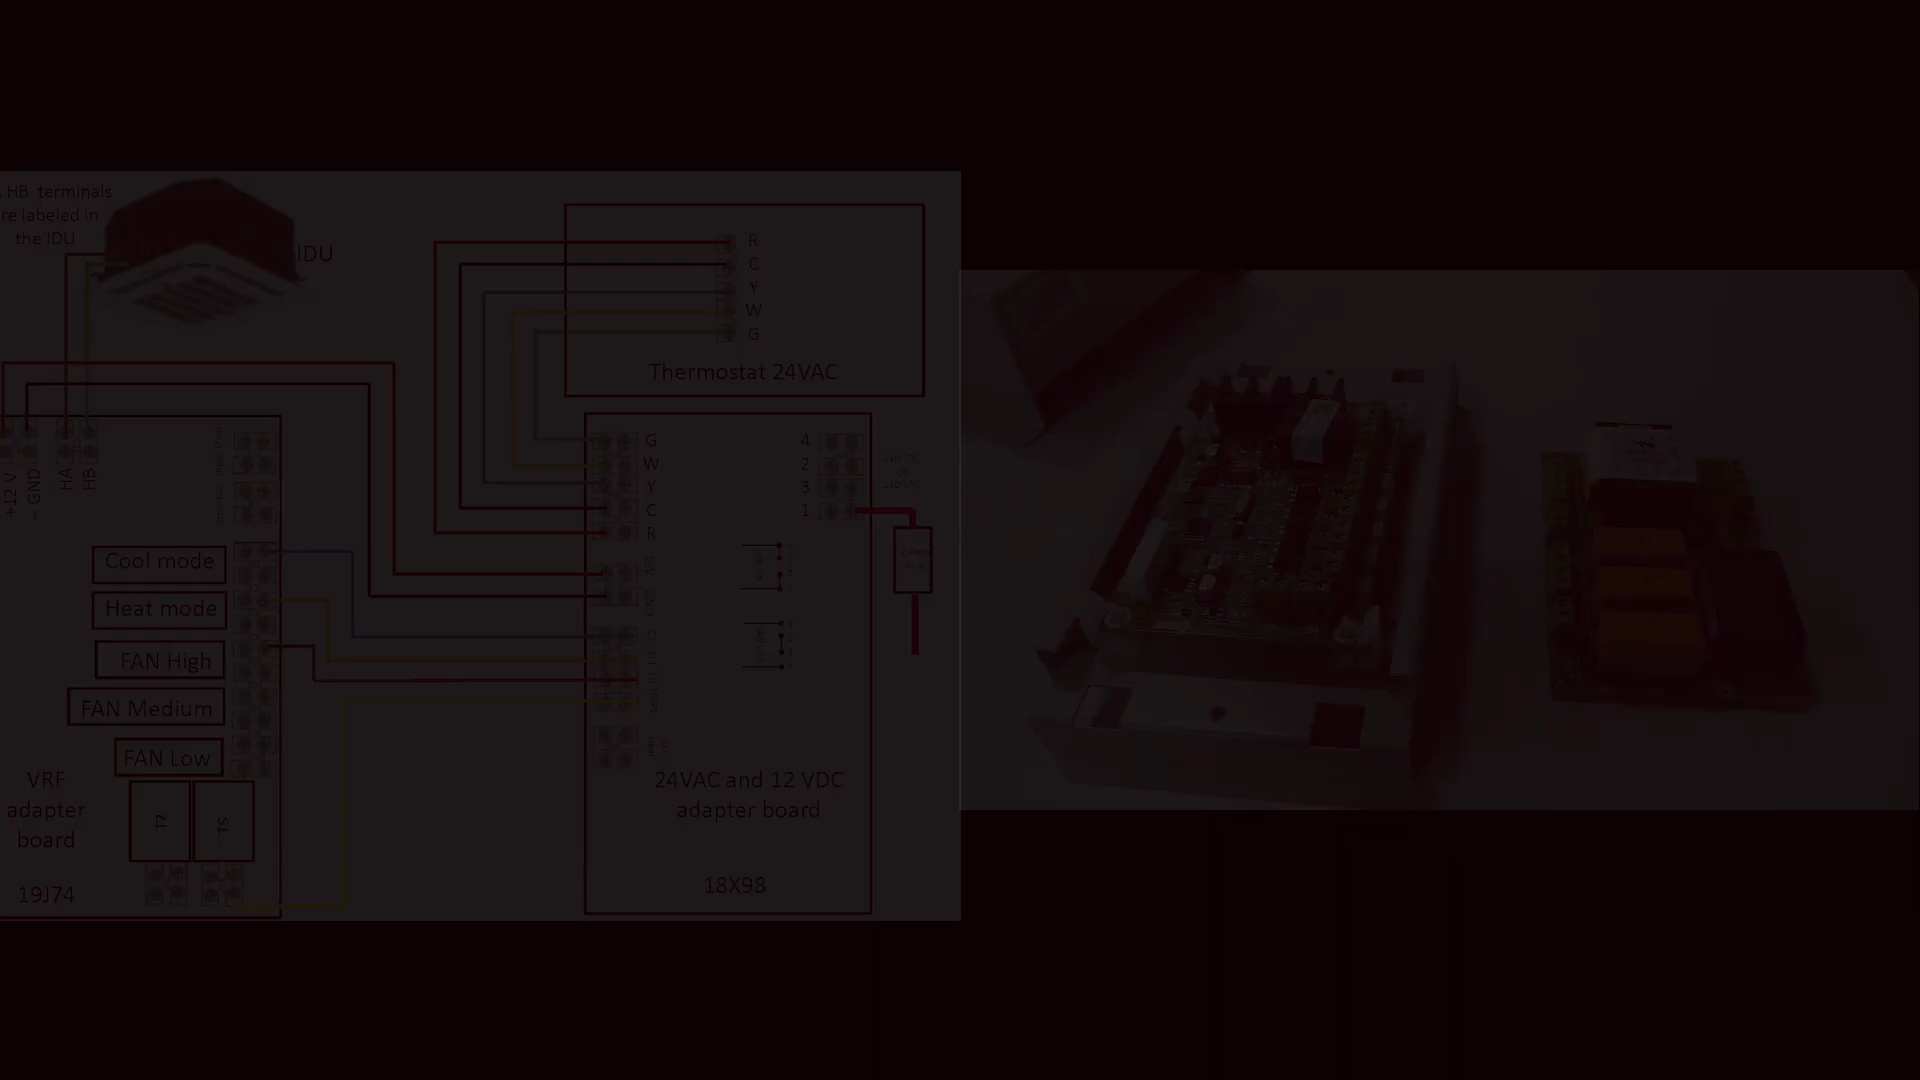 HB terminals
re labeled in
the IDU
IDU
R
C
Y
W
G
Thermostat 24VAC
+12 V
– GND
HA
HB
G
W
Y
C
R
GND
4
2
3
1
Cool mode
Heat mode
FAN High
FAN Medium
FAN Low
T2
TS
VRF
adapter
board
19J74
24VAC and 12 VDC
adapter board
18X98